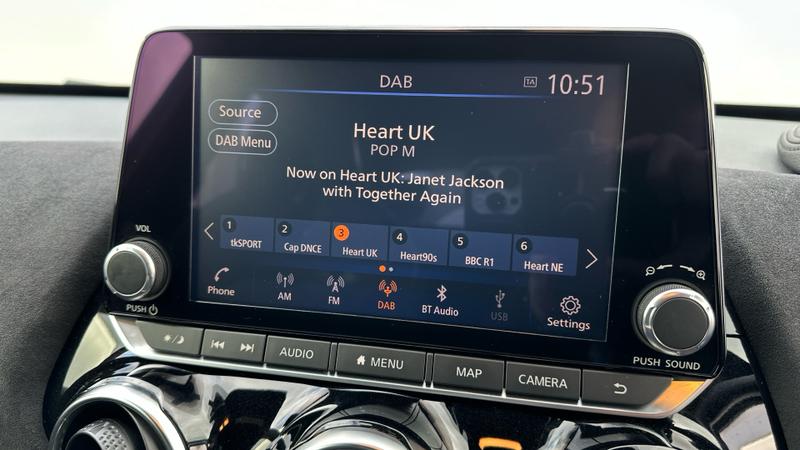 DAB
TA
10:51
Source
DAB Menu
Heart UK
POP M
Now on Heart UK: Janet Jackson
with Together Again
1 tkSPORT
2 Cap DNCE
3 Heart UK
4 Heart90s
5 BBC R1
6 Heart NE
Phone
AM
FM
DAB
BT Audio
USB
Settings
VOL
PUSH
PUSH SOUND
AUDIO
MENU
MAP
CAMERA